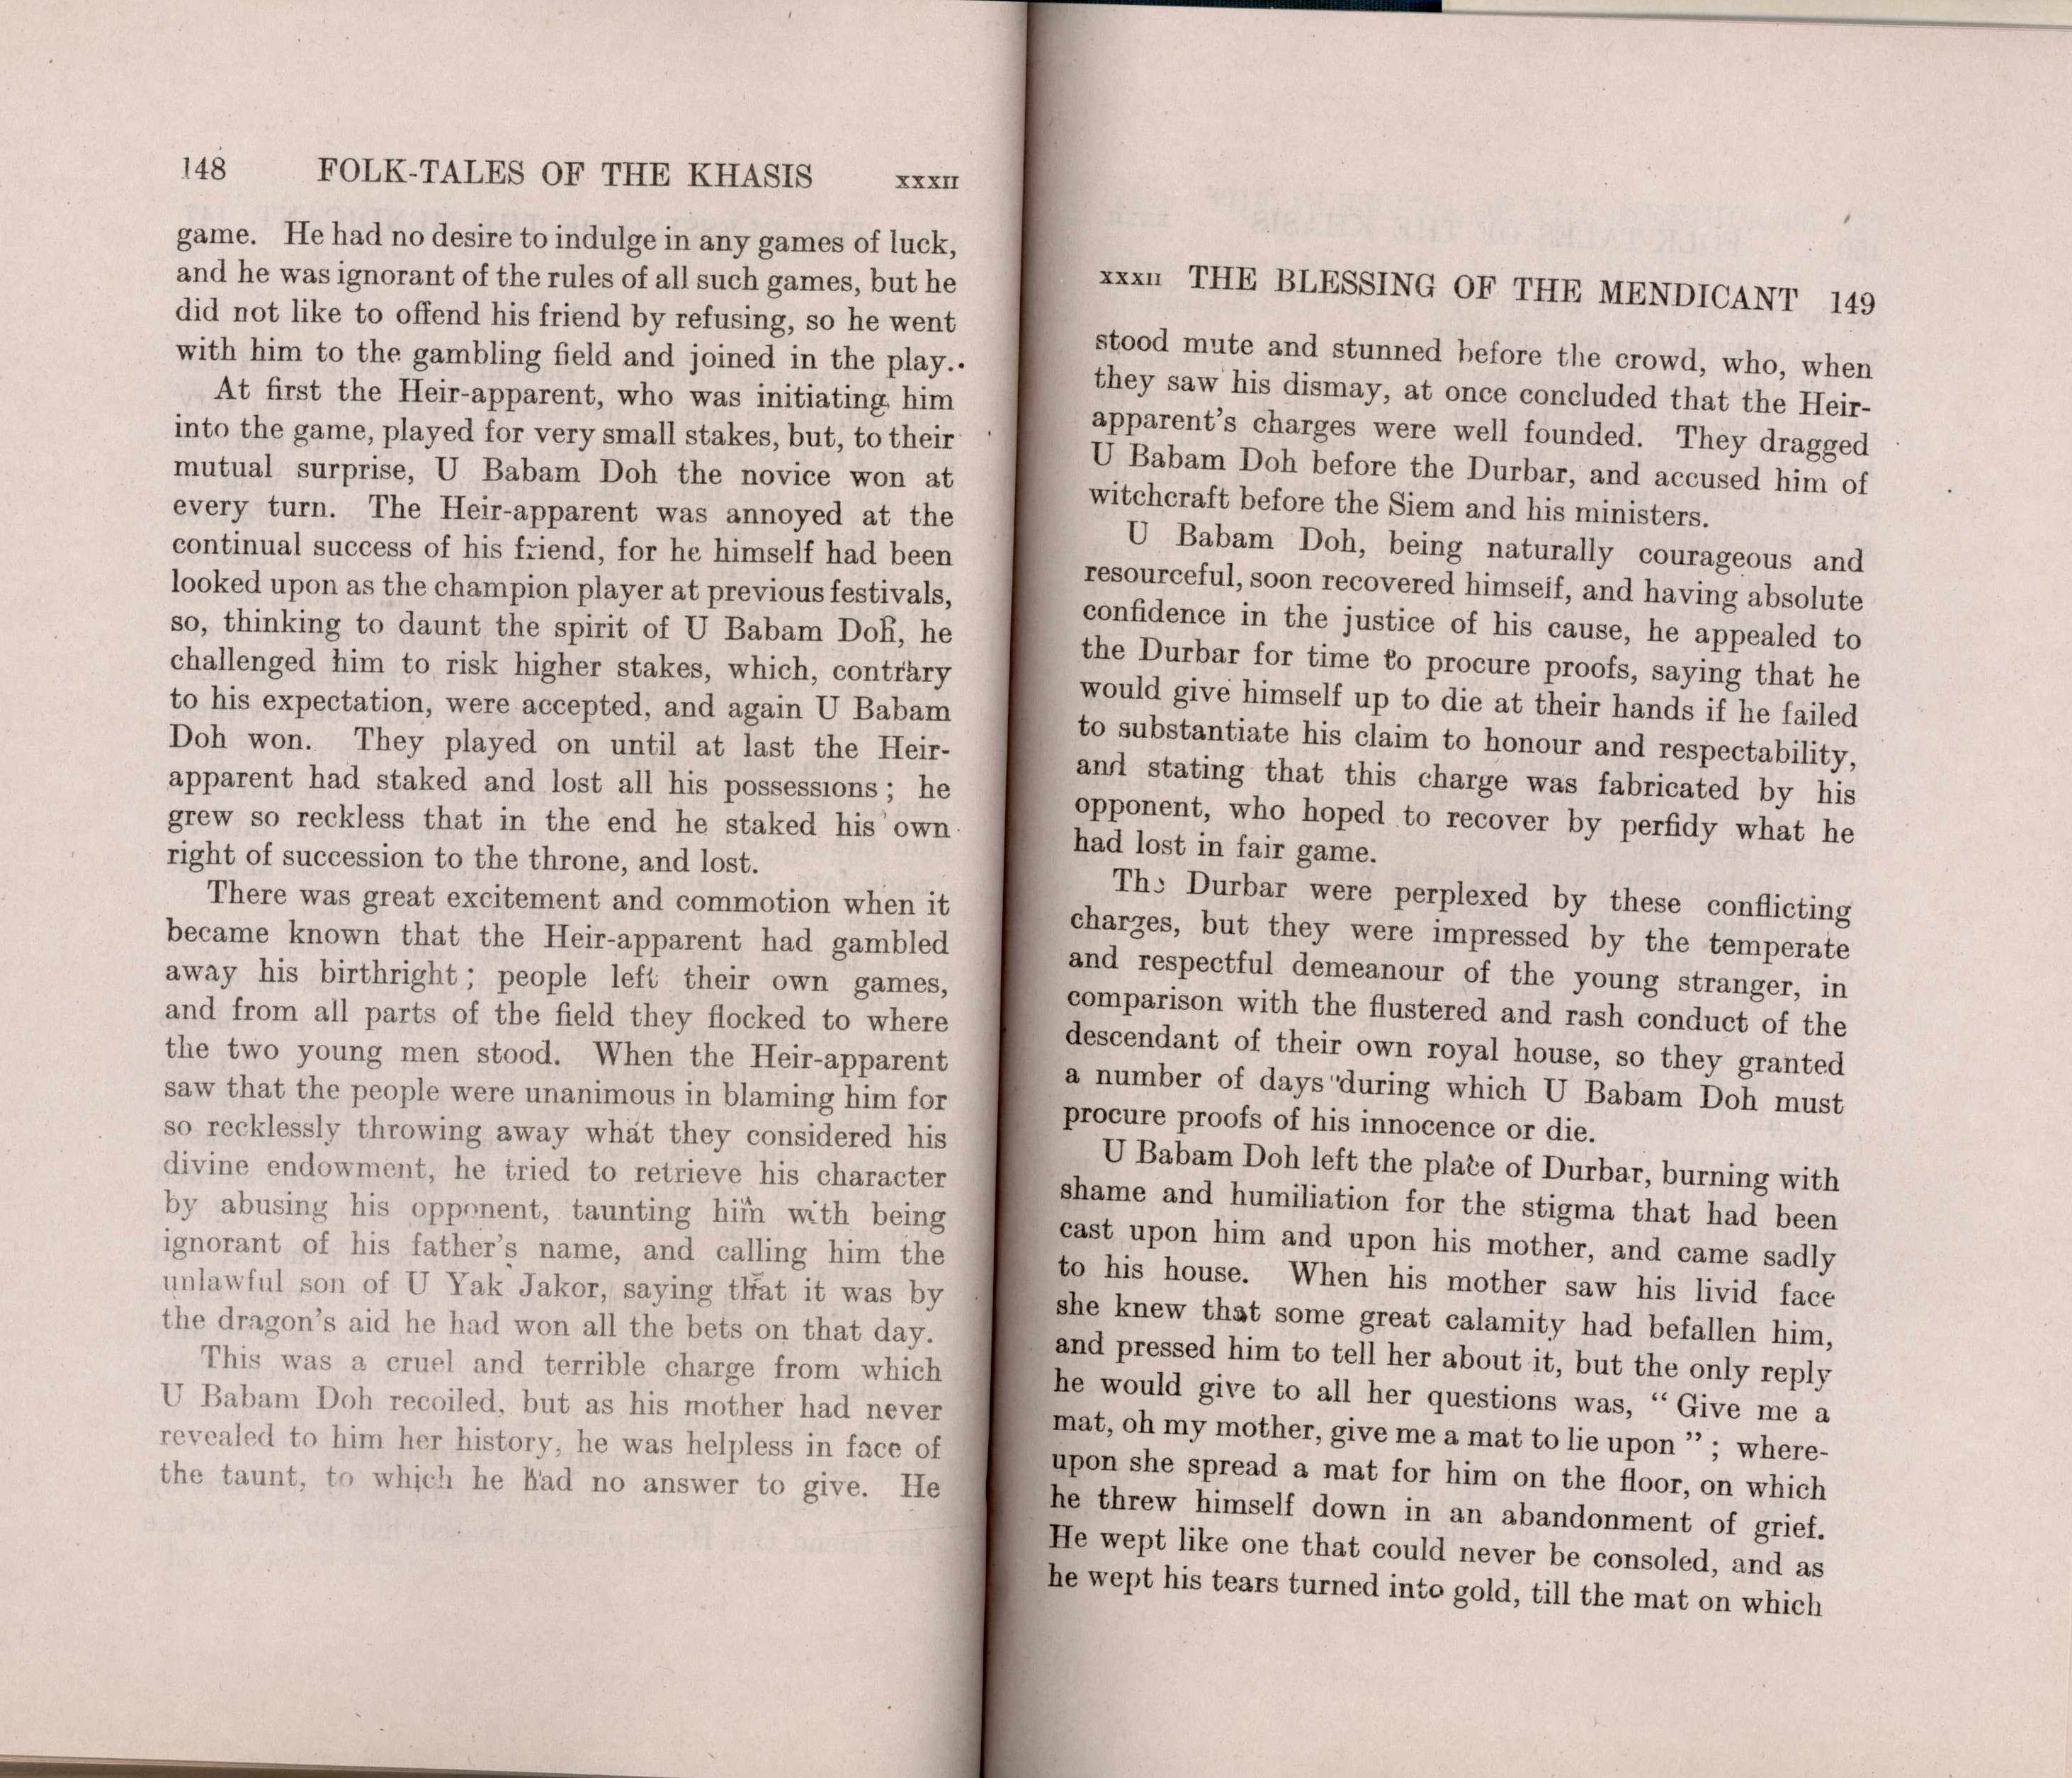 148 FOLK-TALES OF THE KHASIS XXXII
game. He had no desire to indulge in any games of luck,
and he was ignorant of the rules of all such games, but he
did not like to offend his friend by refusing, so he went
with him to the gambling field and joined in the play.
At first the Heir-apparent, who was initiating him
into the game, played for very small stakes, but, to their
mutual surprise, U Babam Doh the novice won at
every turn. The Heir-apparent was annoyed at the
continual success of his friend, for he himself had been
looked upon as the champion player at previous festivals,
so, thinking to daunt the spirit of U Babam Doh, he
challenged him to risk higher stakes, which, contrary
to his expectation, were accepted, and again U Babam
Doh won. They played on until at last the Heir-
apparent had staked and lost all his possessions; he
grew so reckless that in the end he staked his own
right of succession to the throne, and lost.
There was great excitement and commotion when it
became known that the Heir-apparent had gambled
away his birthright; people left their own games,
and from all parts of the field they flocked to where
the two young men stood. When the Heir-apparent
saw that the people were unanimous in blaming him for
so recklessly throwing away what they considered his
divine endowment, he tried to retrieve his character
by abusing his opponent, taunting him with being
ignorant of his father's name, and calling him the
unlawful son of U Yak Jakor, saying that it was by
the dragon's aid he had won all the bets on that day.
This was a cruel and terrible charge from which
U Babam Doh recoiled, but as his mother had never
revealed to him her history, he was helpless in face of
the taunt, to which he had no answer to give. He
XXXII THE BLESSING OF THE MENDICANT 149
stood mute and stunned before the crowd, who, when
they saw his dismay, at once concluded that the Heir-
apparent's charges were well founded. They dragged
U Babam Doh before the Durbar, and accused him of
witchcraft before the Siem and his ministers.
U Babam Doh, being naturally courageous and
resourceful, soon recovered himself, and having absolute
confidence in the justice of his cause, he appealed to
the Durbar for time to procure proofs, saying that he
would give himself up to die at their hands if he failed
to substantiate his claim to honour and respectability,
and stating that this charge was fabricated by his
opponent, who hoped to recover by perfidy what he
had lost in fair game.
The Durbar were perplexed by these conflicting
charges, but they were impressed by the temperate
and respectful demeanour of the young stranger, in
comparison with the flustered and rash conduct of the
descendant of their own royal house, so they granted
a number of days during which U Babam Doh must
procure proofs of his innocence or die.
U Babam Doh left the place of Durbar, burning with
shame and humiliation for the stigma that had been
cast upon him and upon his mother, and came sadly
to his house. When his mother saw his livid face
she knew that some great calamity had befallen him,
and pressed him to tell her about it, but the only reply
he would give to all her questions was, "Give me a
mat, oh my mother, give me a mat to lie upon"; where-
upon she spread a mat for him on the floor, on which
he threw himself down in an abandonment of grief.
He wept like one that could never be consoled, and as
he wept his tears turned into gold, till the mat on which